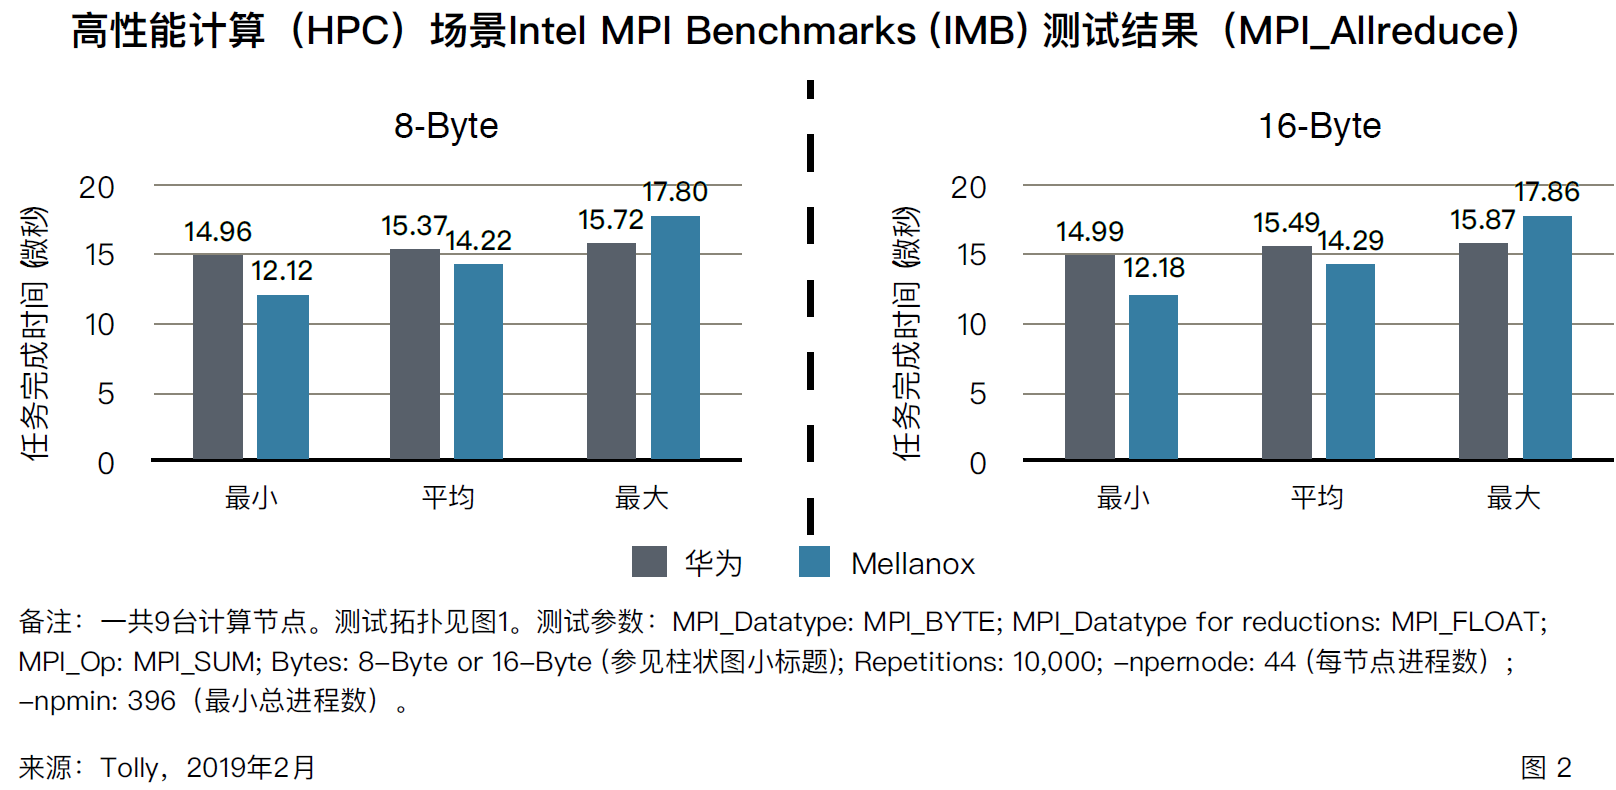 高性能计算（HPC）场景Intel MPI Benchmarks (IMB) 测试结果（MPI_Allreduce）
8-Byte
任务完成时间 (微秒)
20
15
10
5
0
14.96
12.12
15.37
14.22
15.72
17.80
最小
平均
最大
16-Byte
任务完成时间 (微秒)
20
15
10
5
0
14.99
12.18
15.49
14.29
15.87
17.86
最小
平均
最大
华为
Mellanox
备注：一共9台计算节点。测试拓扑见图1。测试参数：MPI_Datatype: MPI_BYTE; MPI_Datatype for reductions: MPI_FLOAT;
MPI_Op: MPI_SUM; Bytes: 8–Byte or 16–Byte (参见柱状图小标题); Repetitions: 10,000; –npernode: 44 (每节点进程数）;
–npmin: 396（最小总进程数）。
来源：Tolly，2019年2月
图 2